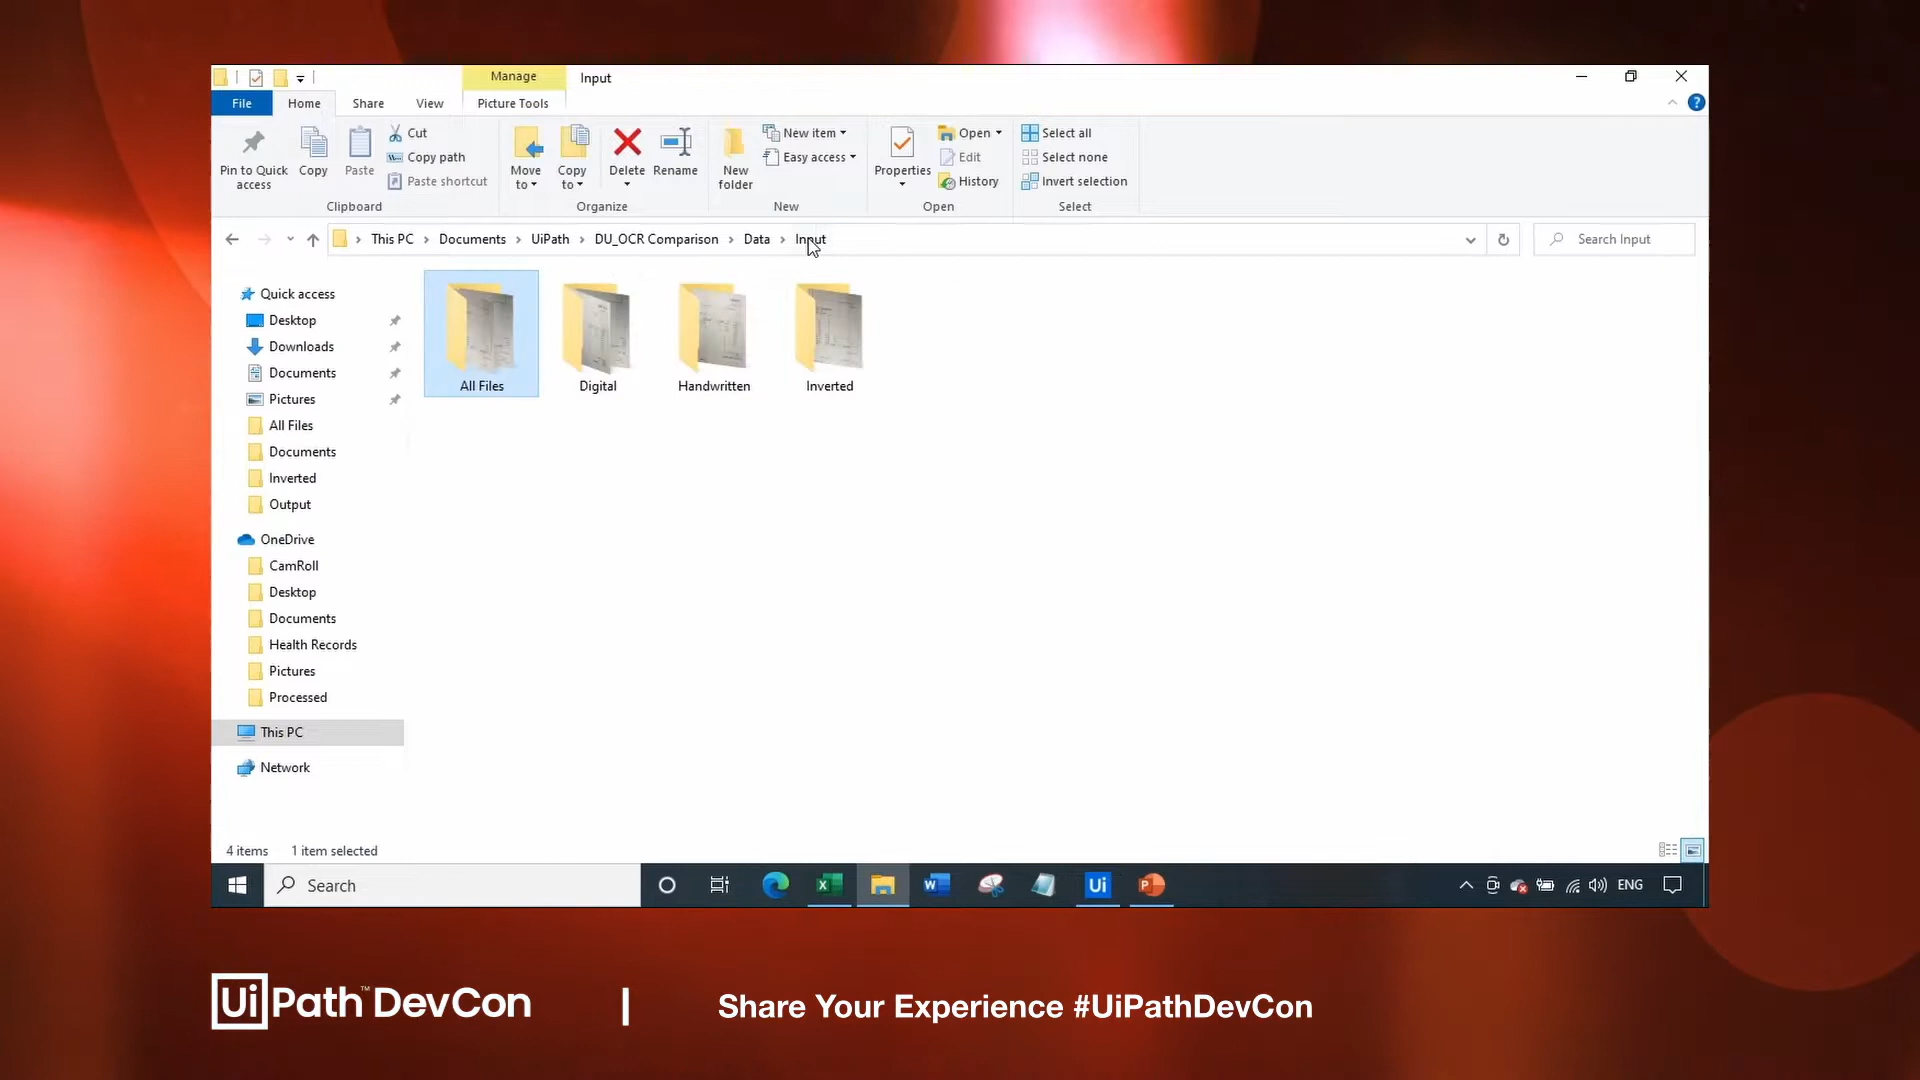 Manage
Input
File
Home
Share
View
Picture Tools
Pin to Quick access
Copy
Paste
Cut
Copy path
Paste shortcut
Clipboard
Move to
Copy to
Delete
Rename
Organize
New folder
New item
Easy access
New
Properties
Open
Edit
History
Open
Select all
Select none
Invert selection
Select
This PC > Documents > UiPath > DU_OCR Comparison > Data > Input
Search Input
Quick access
Desktop
Downloads
Documents
Pictures
All Files
Documents
Inverted
Output
OneDrive
CamRoll
Desktop
Documents
Health Records
Pictures
Processed
This PC
Network
All Files
Digital
Handwritten
Inverted
4 items
1 item selected
Search
Ui
ENG
UiPath™ DevCon | Share Your Experience #UiPathDevCon